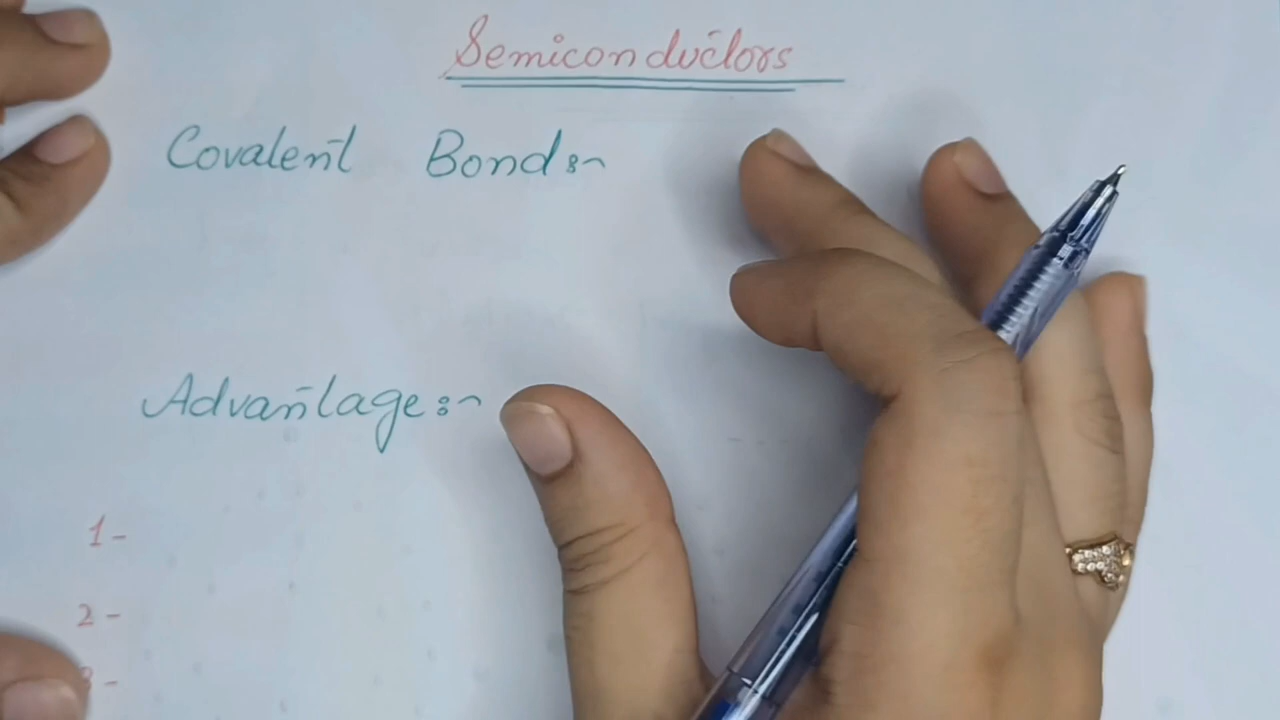 Semiconductors
Covalent Bond:~
Advantage:~
1-
2-
-